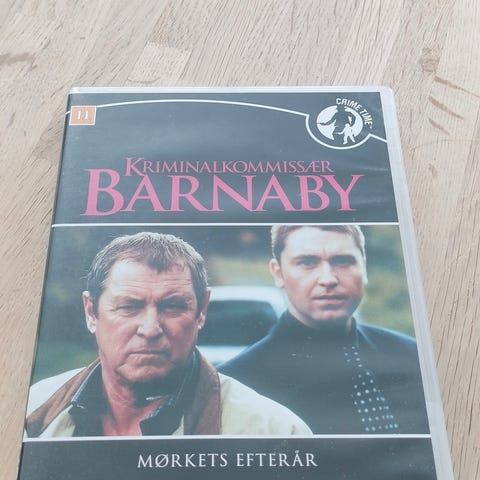 11
CRIME TIME
KRIMINALKOMMISSÆR
BARNABY
MØRKETS EFTERÅR